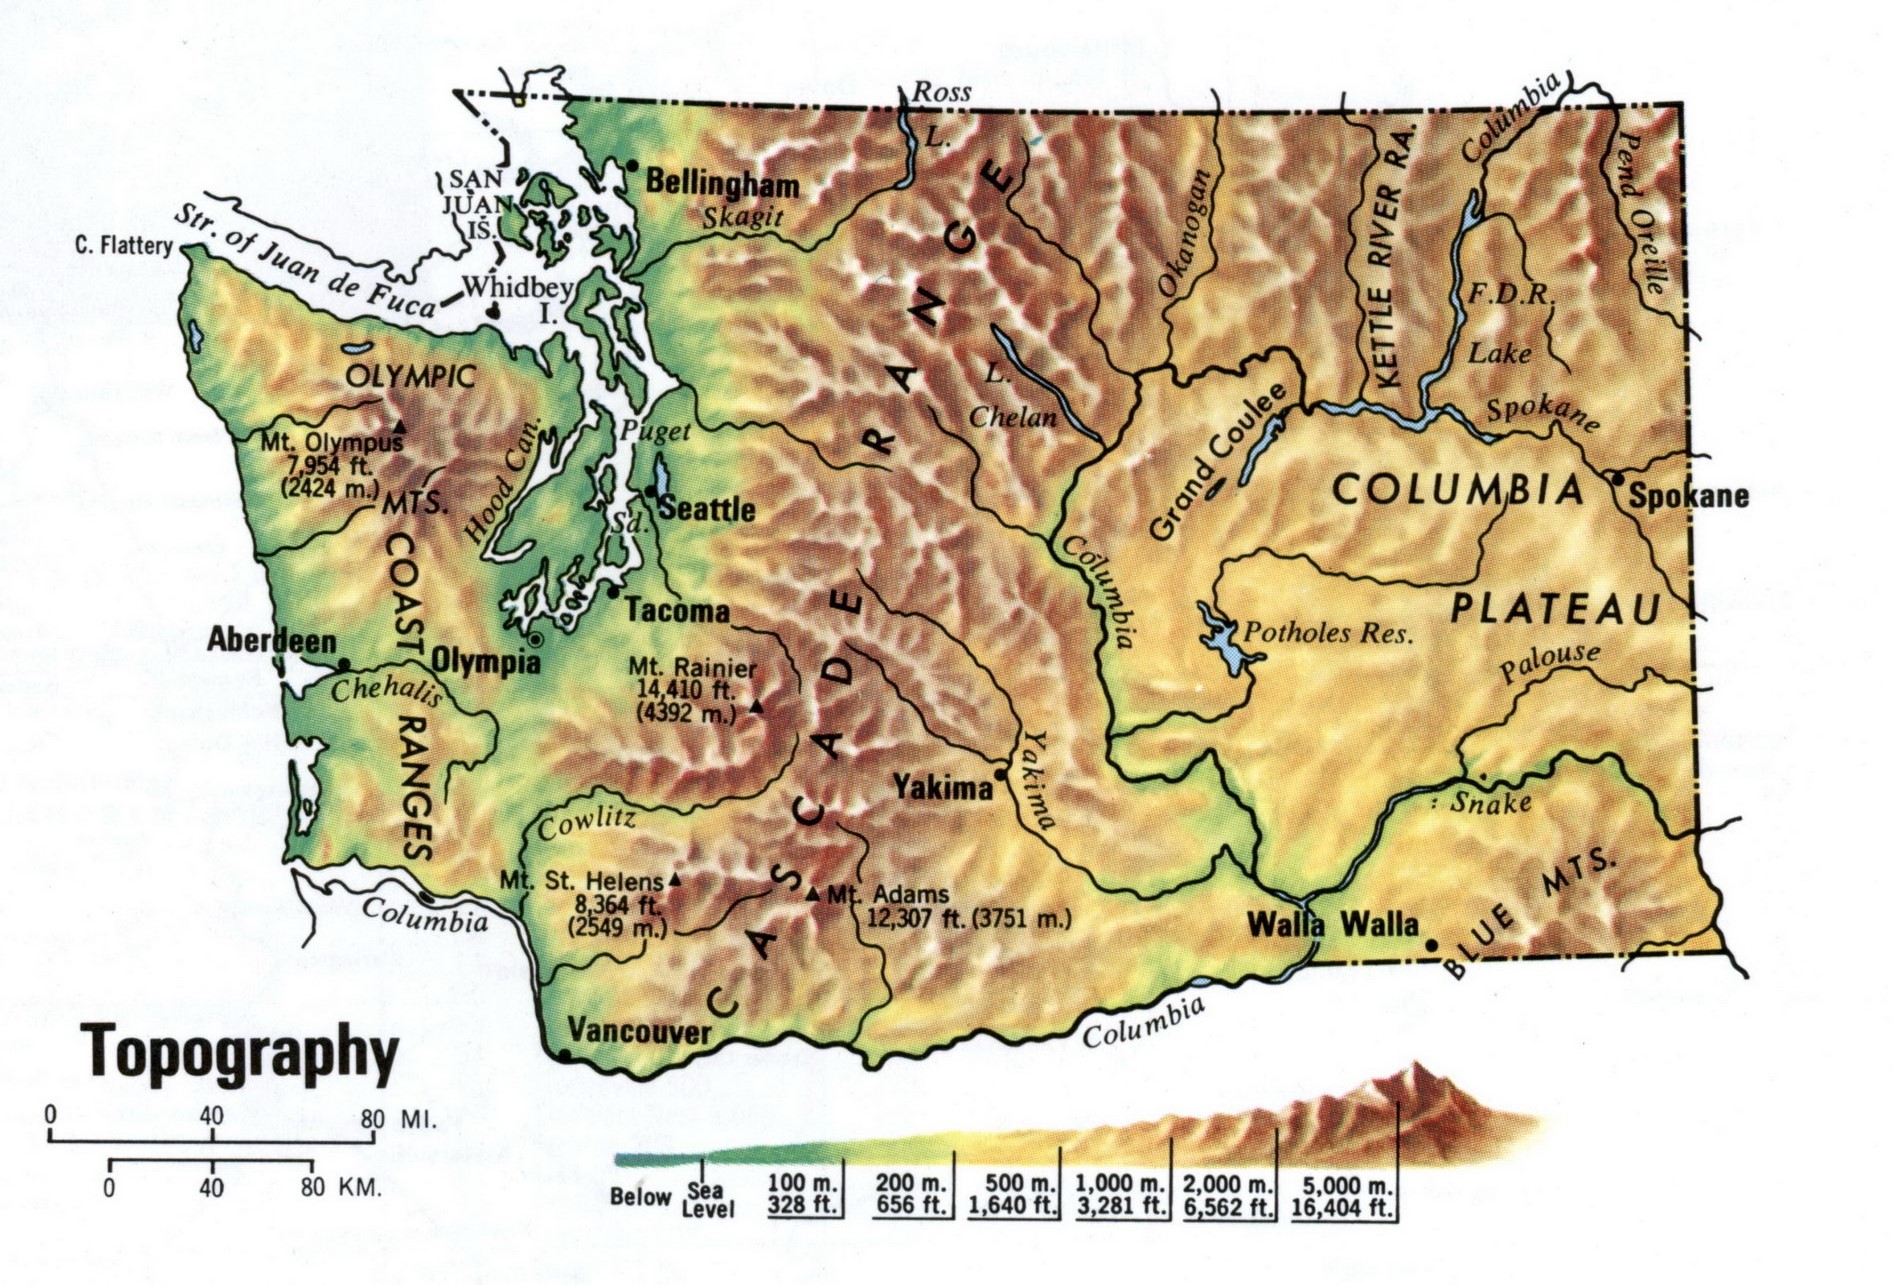 Ross
L.
Columbia
Pend Oreille
KETTLE RIVER RA.
Okanogan
SAN
JUAN
IS.
Bellingham
Skagit
Str. of Juan de Fuca
C. Flattery
Whidbey
I.
F.D.R.
Lake
OLYMPIC
MTS.
Mt. Olympus
7,954 ft.
(2424 m.)
Hood Can.
Puget
Sd.
Seattle
L.
Chelan
Grand Coulee
Spokane
COLUMBIA
PLATEAU
Spokane
CASCADE RANGE
COAST RANGES
Columbia
Tacoma
Aberdeen
Olympia
Chehalis
Mt. Rainier
14,410 ft.
(4392 m.)
Potholes Res.
Palouse
Yakima
Yakima
Snake
Cowlitz
Mt. St. Helens
8,364 ft.
(2549 m.)
Mt. Adams
12,307 ft. (3751 m.)
Columbia
Walla Walla
BLUE MTS.
Vancouver
Columbia
Topography
0 40 80 MI.
0 40 80 KM.
Below
Sea
Level
100 m.
328 ft.
200 m.
656 ft.
500 m.
1,640 ft.
1,000 m.
3,281 ft.
2,000 m.
6,562 ft.
5,000 m.
16,404 ft.